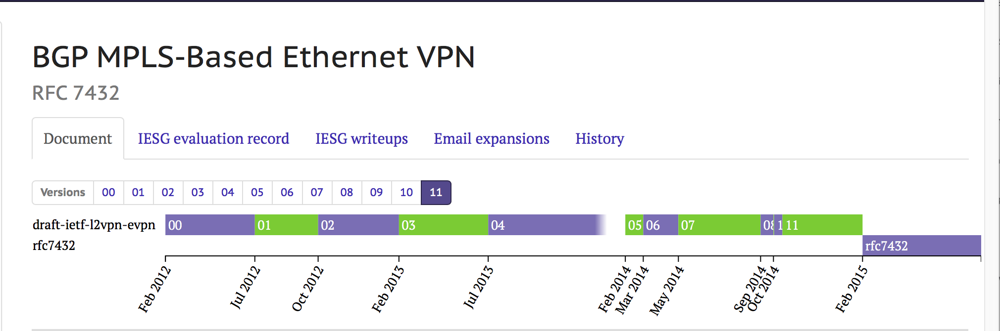 BGP MPLS-Based Ethernet VPN
RFC 7432
Document IESG evaluation record IESG writeups Email expansions History
Versions 00 01 02 03 04 05 06 07 08 09 10 11
draft-ietf-l2vpn-evpn 00 01 02 03 04 05 06 07 08 1 11
rfc7432 rfc7432
Feb 2012 Jul 2012 Oct 2012 Feb 2013 Jul 2013 Feb 2014 Mar 2014 May 2014 Sep 2014 Oct 2014 Feb 2015